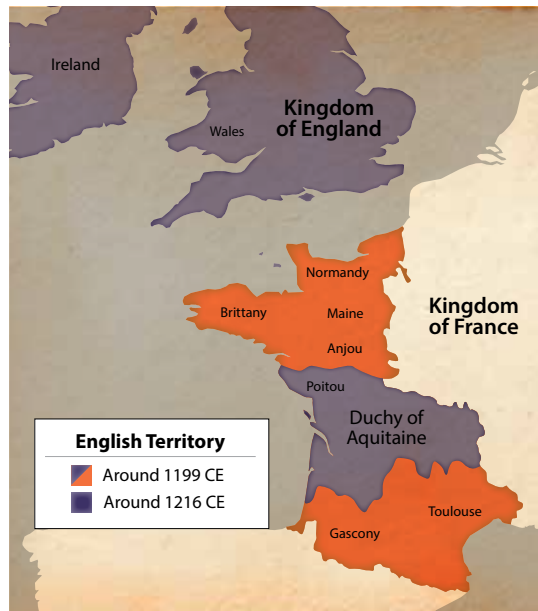 Ireland
Kingdom
of England
Wales
Normandy
Brittany
Maine
Kingdom
of France
Anjou
Poitou
Duchy of
Aquitaine
English Territory
Around 1199 CE
Around 1216 CE
Toulouse
Gascony